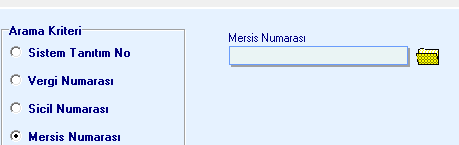 Arama Kriteri
Sistem Tanıtım No
Vergi Numarası
Sicil Numarası
Mersis Numarası
Mersis Numarası